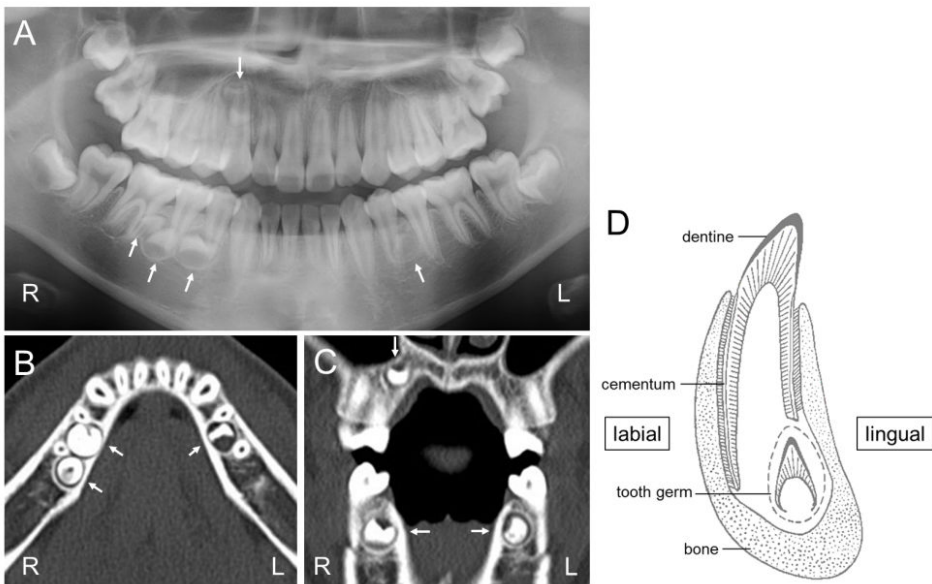 A
R
L
B
R
L
C
R
L
D
dentine
cementum
labial
lingual
tooth germ
bone